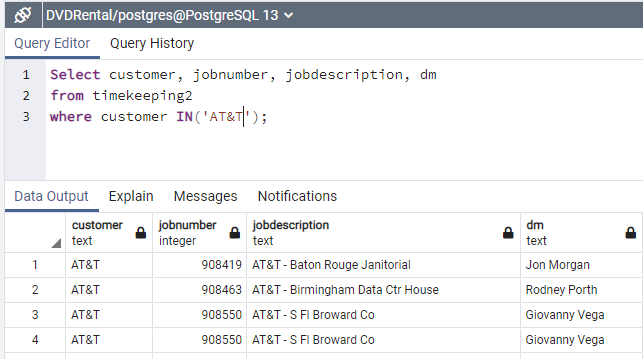 DVDRental/postgres@PostgreSQL 13
Query Editor Query History
1 Select customer, jobnumber, jobdescription, dm
2 from timekeeping2
3 where customer IN('AT&T');
Data Output Explain Messages Notifications
customer jobnumber jobdescription dm
text integer text text
1 AT&T 908419 AT&T - Baton Rouge Janitorial Jon Morgan
2 AT&T 908463 AT&T - Birmingham Data Ctr House Rodney Porth
3 AT&T 908550 AT&T - S Fl Broward Co Giovanny Vega
4 AT&T 908550 AT&T - S Fl Broward Co Giovanny Vega